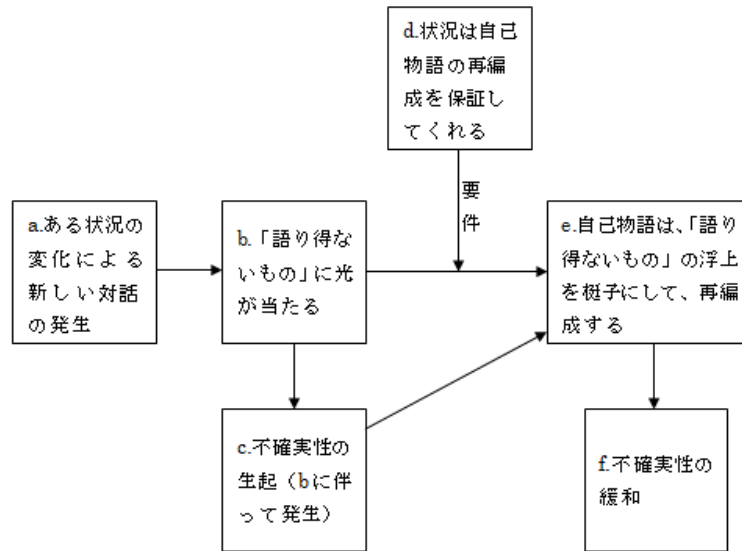 d.状況は自己
物語の再編
成を保証し
てくれる
要
件
a.ある状況の
変化による
新しい対話
の発生
b.「語り得な
いもの」に光
が当たる
e.自己物語は、「語り
得ないもの」の浮上
を梃子にして、再編
成する
c.不確実性の
生起（bに伴
って発生）
f.不確実性の
緩和